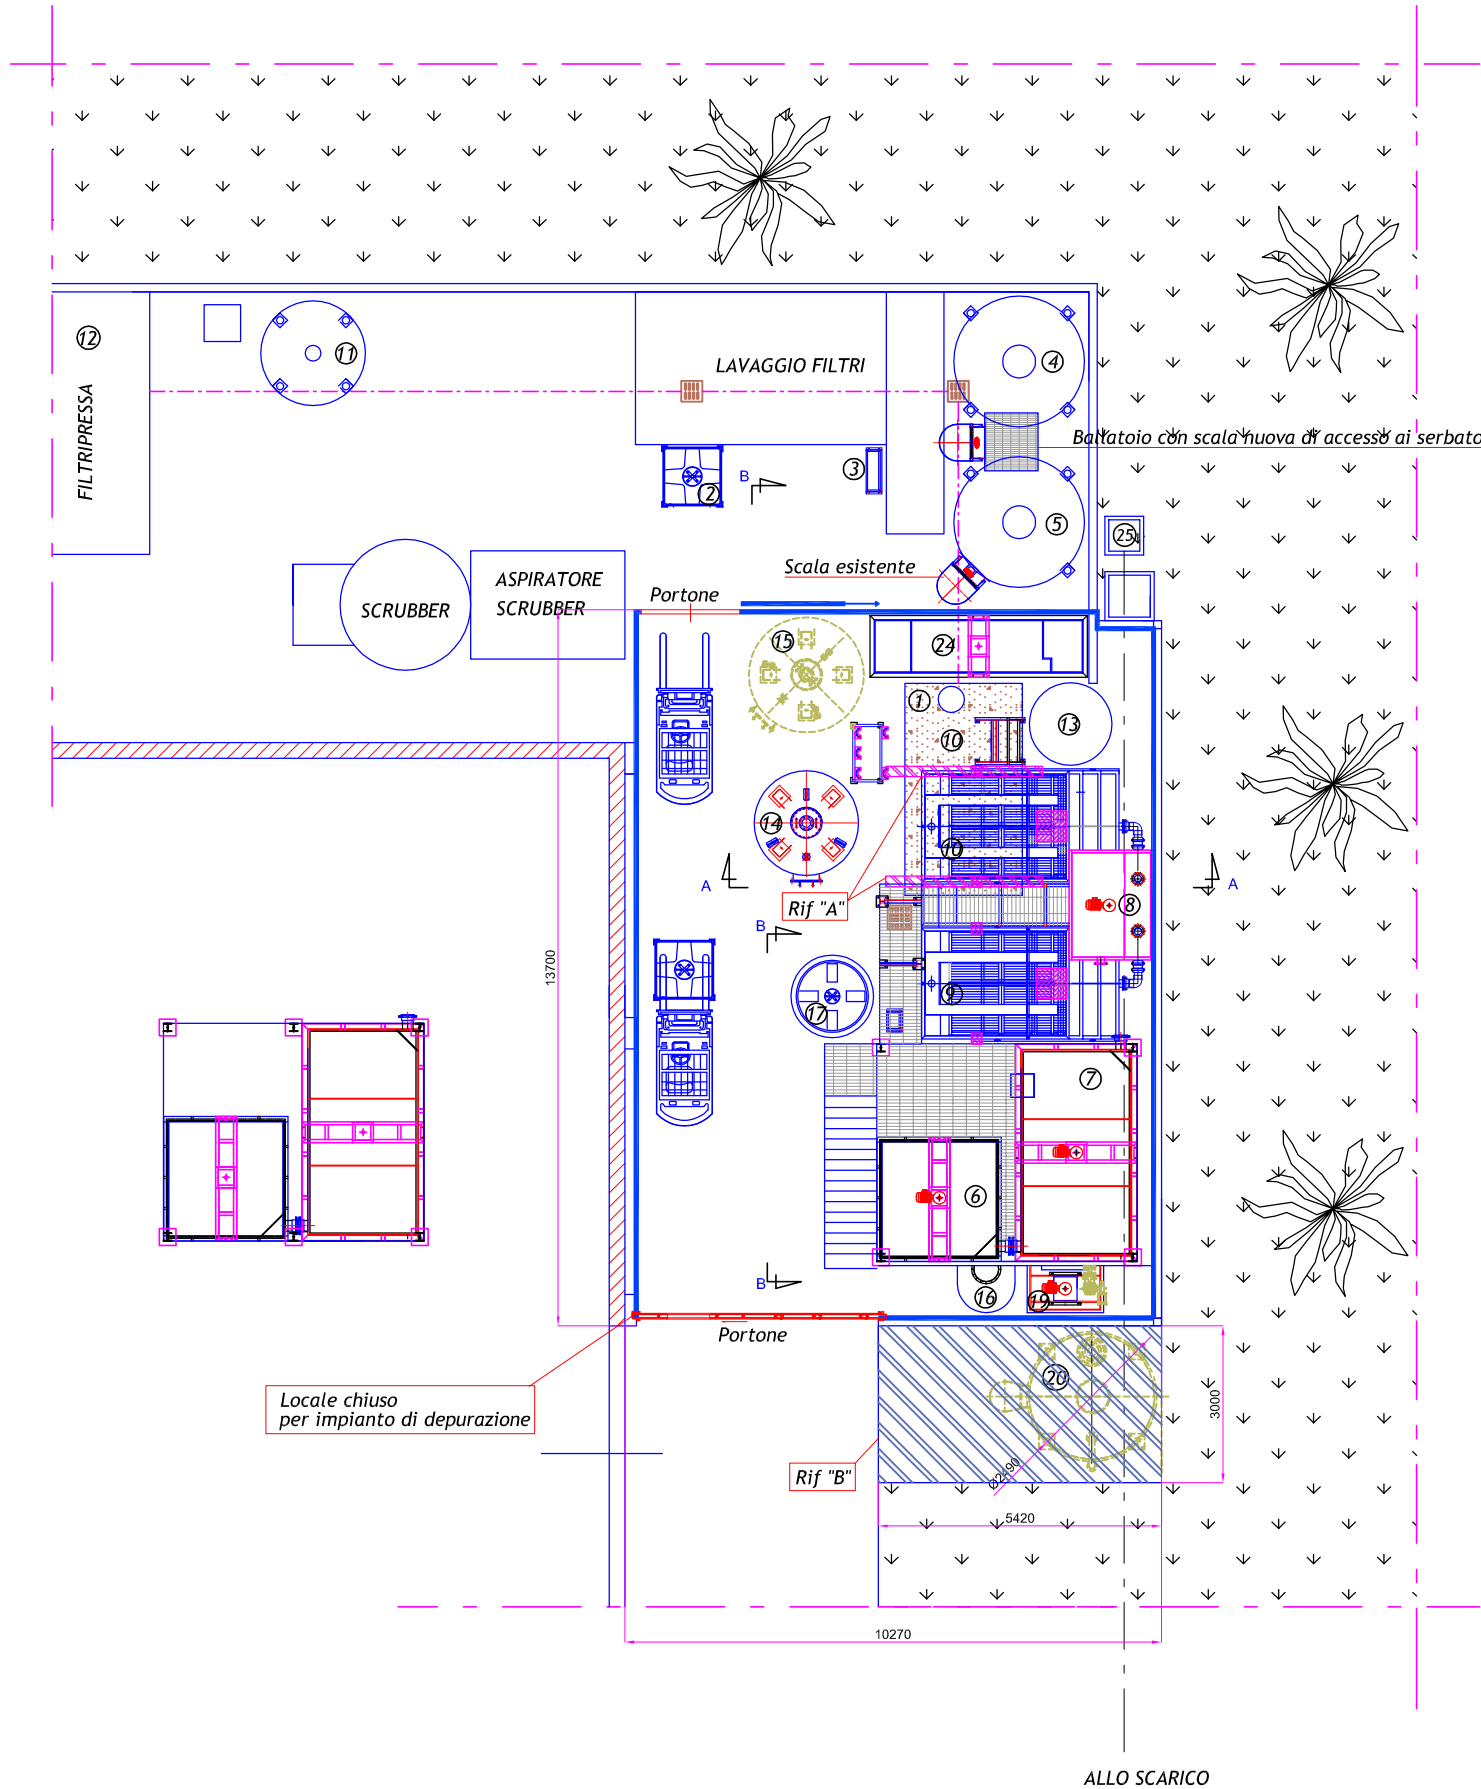 12
FILTRIPRESSA
11
LAVAGGIO FILTRI
4
Ballatoio con scala nuova di accesso ai serbato
3
B
2
5
25
Scala esistente
ASPIRATORE
SCRUBBER
SCRUBBER
Portone
15
24
1
10
13
14
10
A
A
Rif "A"
8
B
13700
9
17
7
6
B
16
19
Portone
20
Locale chiuso
per impianto di depurazione
3000
Rif "B"
Ø2490
5420
10270
ALLO SCARICO